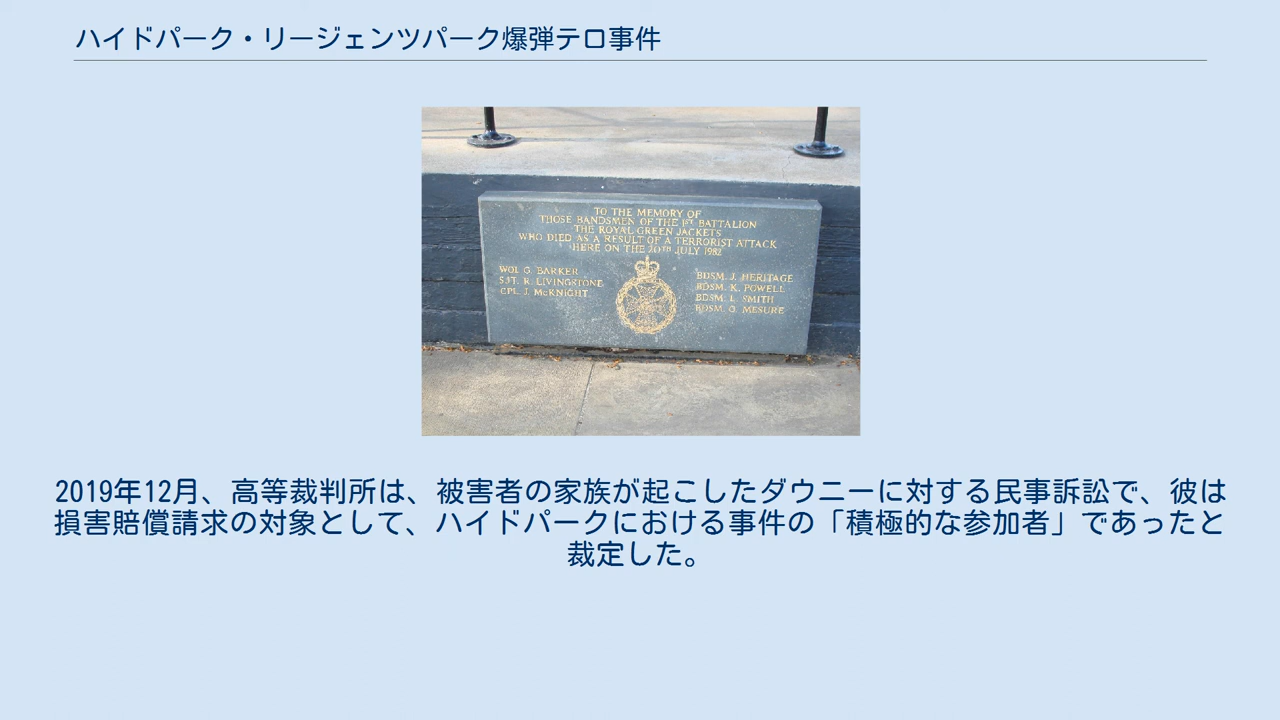 ハイドパーク・リージェンツパーク爆弾テロ事件
TO THE MEMORY OF
THOSE BANDSMEN OF THE 1ST BATTALION
THE ROYAL GREEN JACKETS
WHO DIED AS A RESULT OF A TERRORIST ATTACK
HERE ON THE 20TH JULY 1982
WOII G. BARKER
SJT. R. LIVINGSTONE
CPL. J. McKNIGHT
BDSM. J. HERITAGE
BDSM. K. POWELL
BDSM. L. SMITH
BDSM. G. MESURE
2019年12月、高等裁判所は、被害者の家族が起こしたダウニーに対する民事訴訟で、彼は
損害賠償請求の対象として、ハイドパークにおける事件の「積極的な参加者」であったと
裁定した。